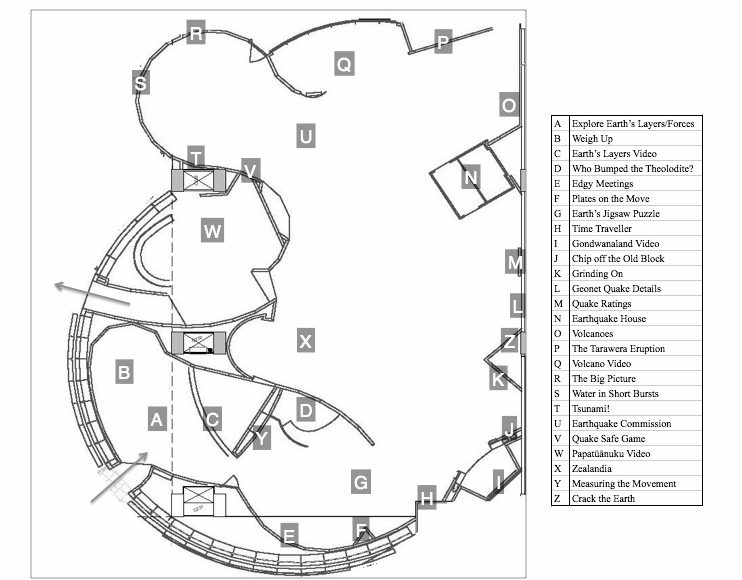 R
P
Q
S
O
U
T
V
N
W
M
L
X
Z
K
B
D
A
C
Y
J
G
I
H
F
E
A Explore Earth's Layers/Forces
B Weigh Up
C Earth's Layers Video
D Who Bumped the Theolodite?
E Edgy Meetings
F Plates on the Move
G Earth's Jigsaw Puzzle
H Time Traveller
I Gondwanaland Video
J Chip off the Old Block
K Grinding On
L Geonet Quake Details
M Quake Ratings
N Earthquake House
O Volcanoes
P The Tarawera Eruption
Q Volcano Video
R The Big Picture
S Water in Short Bursts
T Tsunami!
U Earthquake Commission
V Quake Safe Game
W Papatūānuku Video
X Zealandia
Y Measuring the Movement
Z Crack the Earth